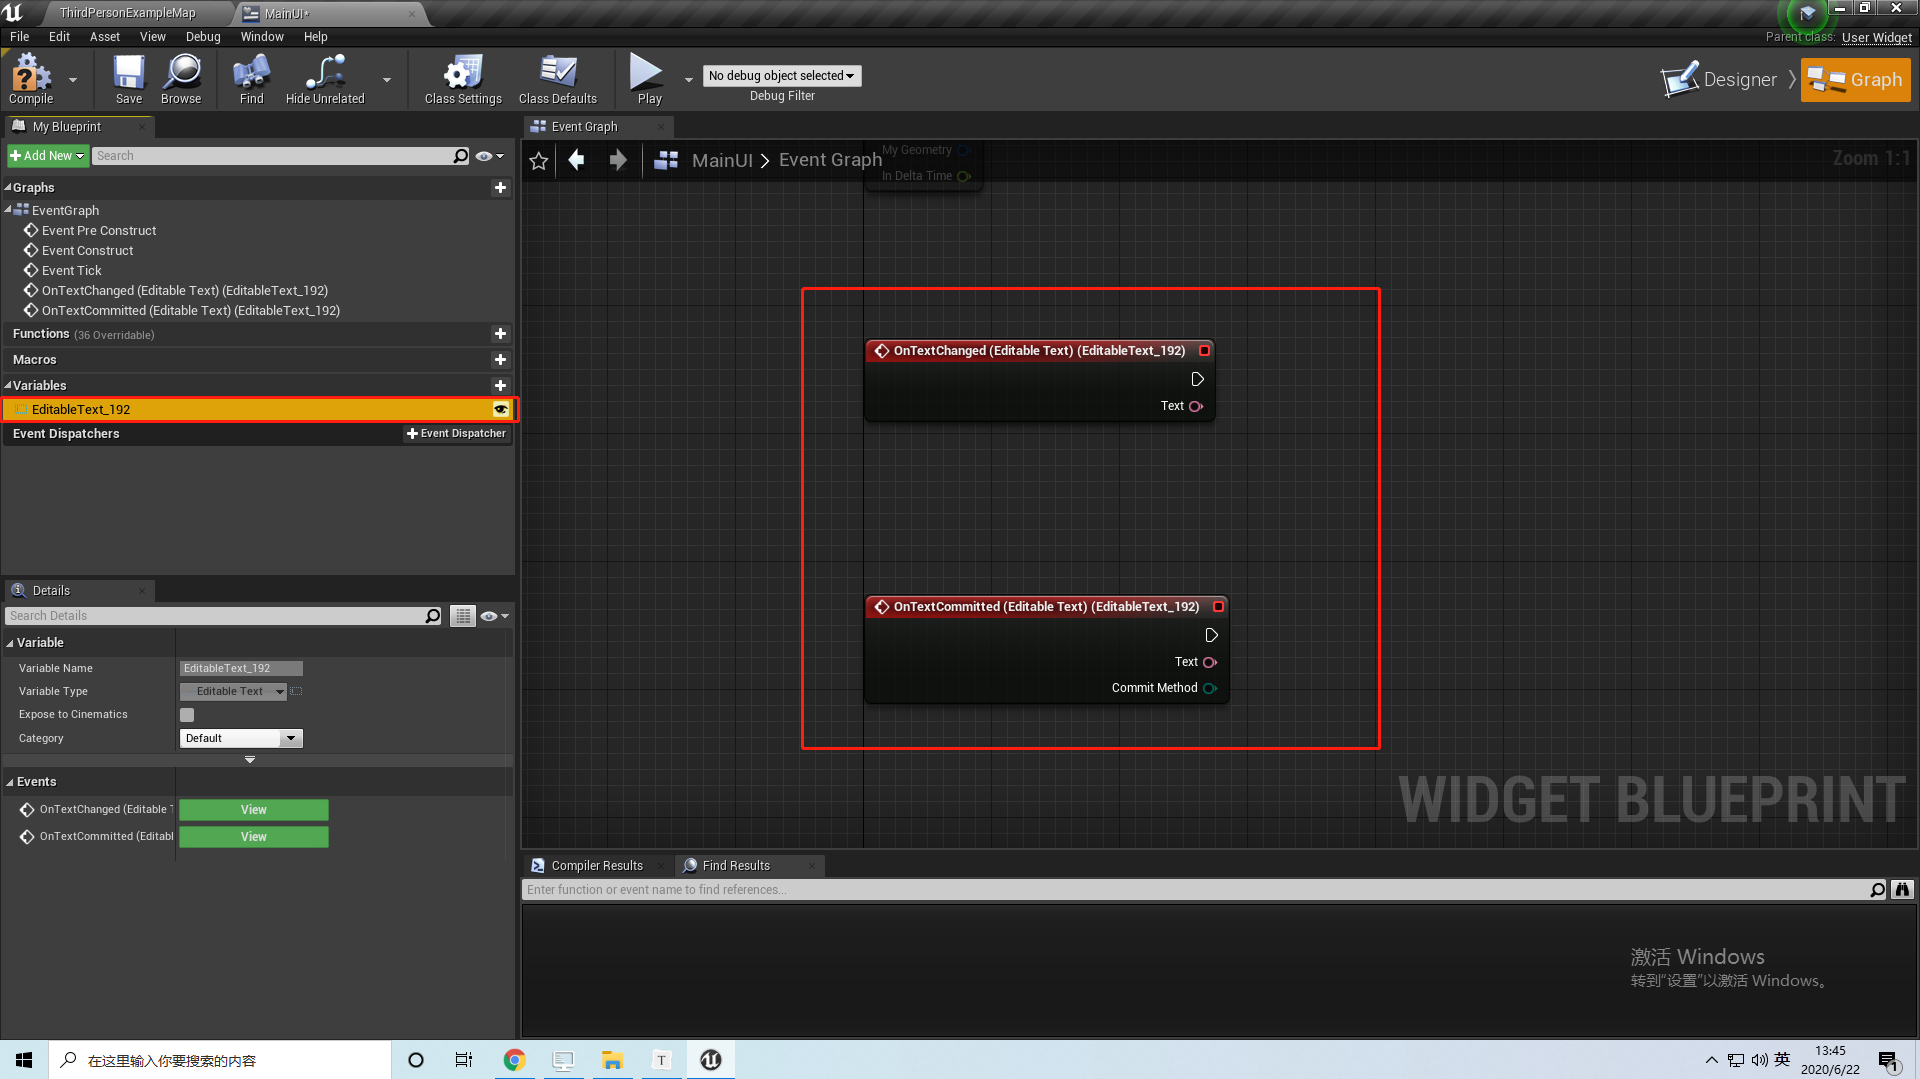 ThirdPersonExampleMap
MainUI*
File Edit Asset View Debug Window Help
Parent class: User Widget
Compile
Save
Browse
Find
Hide Unrelated
Class Settings
Class Defaults
Play
No debug object selected
Debug Filter
Designer
Graph
My Blueprint
Add New
Search
Graphs
EventGraph
Event Pre Construct
Event Construct
Event Tick
OnTextChanged (Editable Text) (EditableText_192)
OnTextCommitted (Editable Text) (EditableText_192)
Functions (36 Overridable)
Macros
Variables
EditableText_192
Event Dispatchers
Event Dispatcher
Details
Search Details
Variable
Variable Name EditableText_192
Variable Type Editable Text
Expose to Cinematics
Category Default
Events
OnTextChanged (Editable T View
OnTextCommitted (Editabl View
Event Graph
MainUI > Event Graph
Zoom 1:1
My Geometry
In Delta Time
OnTextChanged (Editable Text) (EditableText_192)
Text
OnTextCommitted (Editable Text) (EditableText_192)
Text
Commit Method
WIDGET BLUEPRINT
Compiler Results
Find Results
Enter function or event name to find references...
激活 Windows
转到“设置”以激活 Windows。
在这里输入你要搜索的内容
T
英
13:45
2020/6/22
1